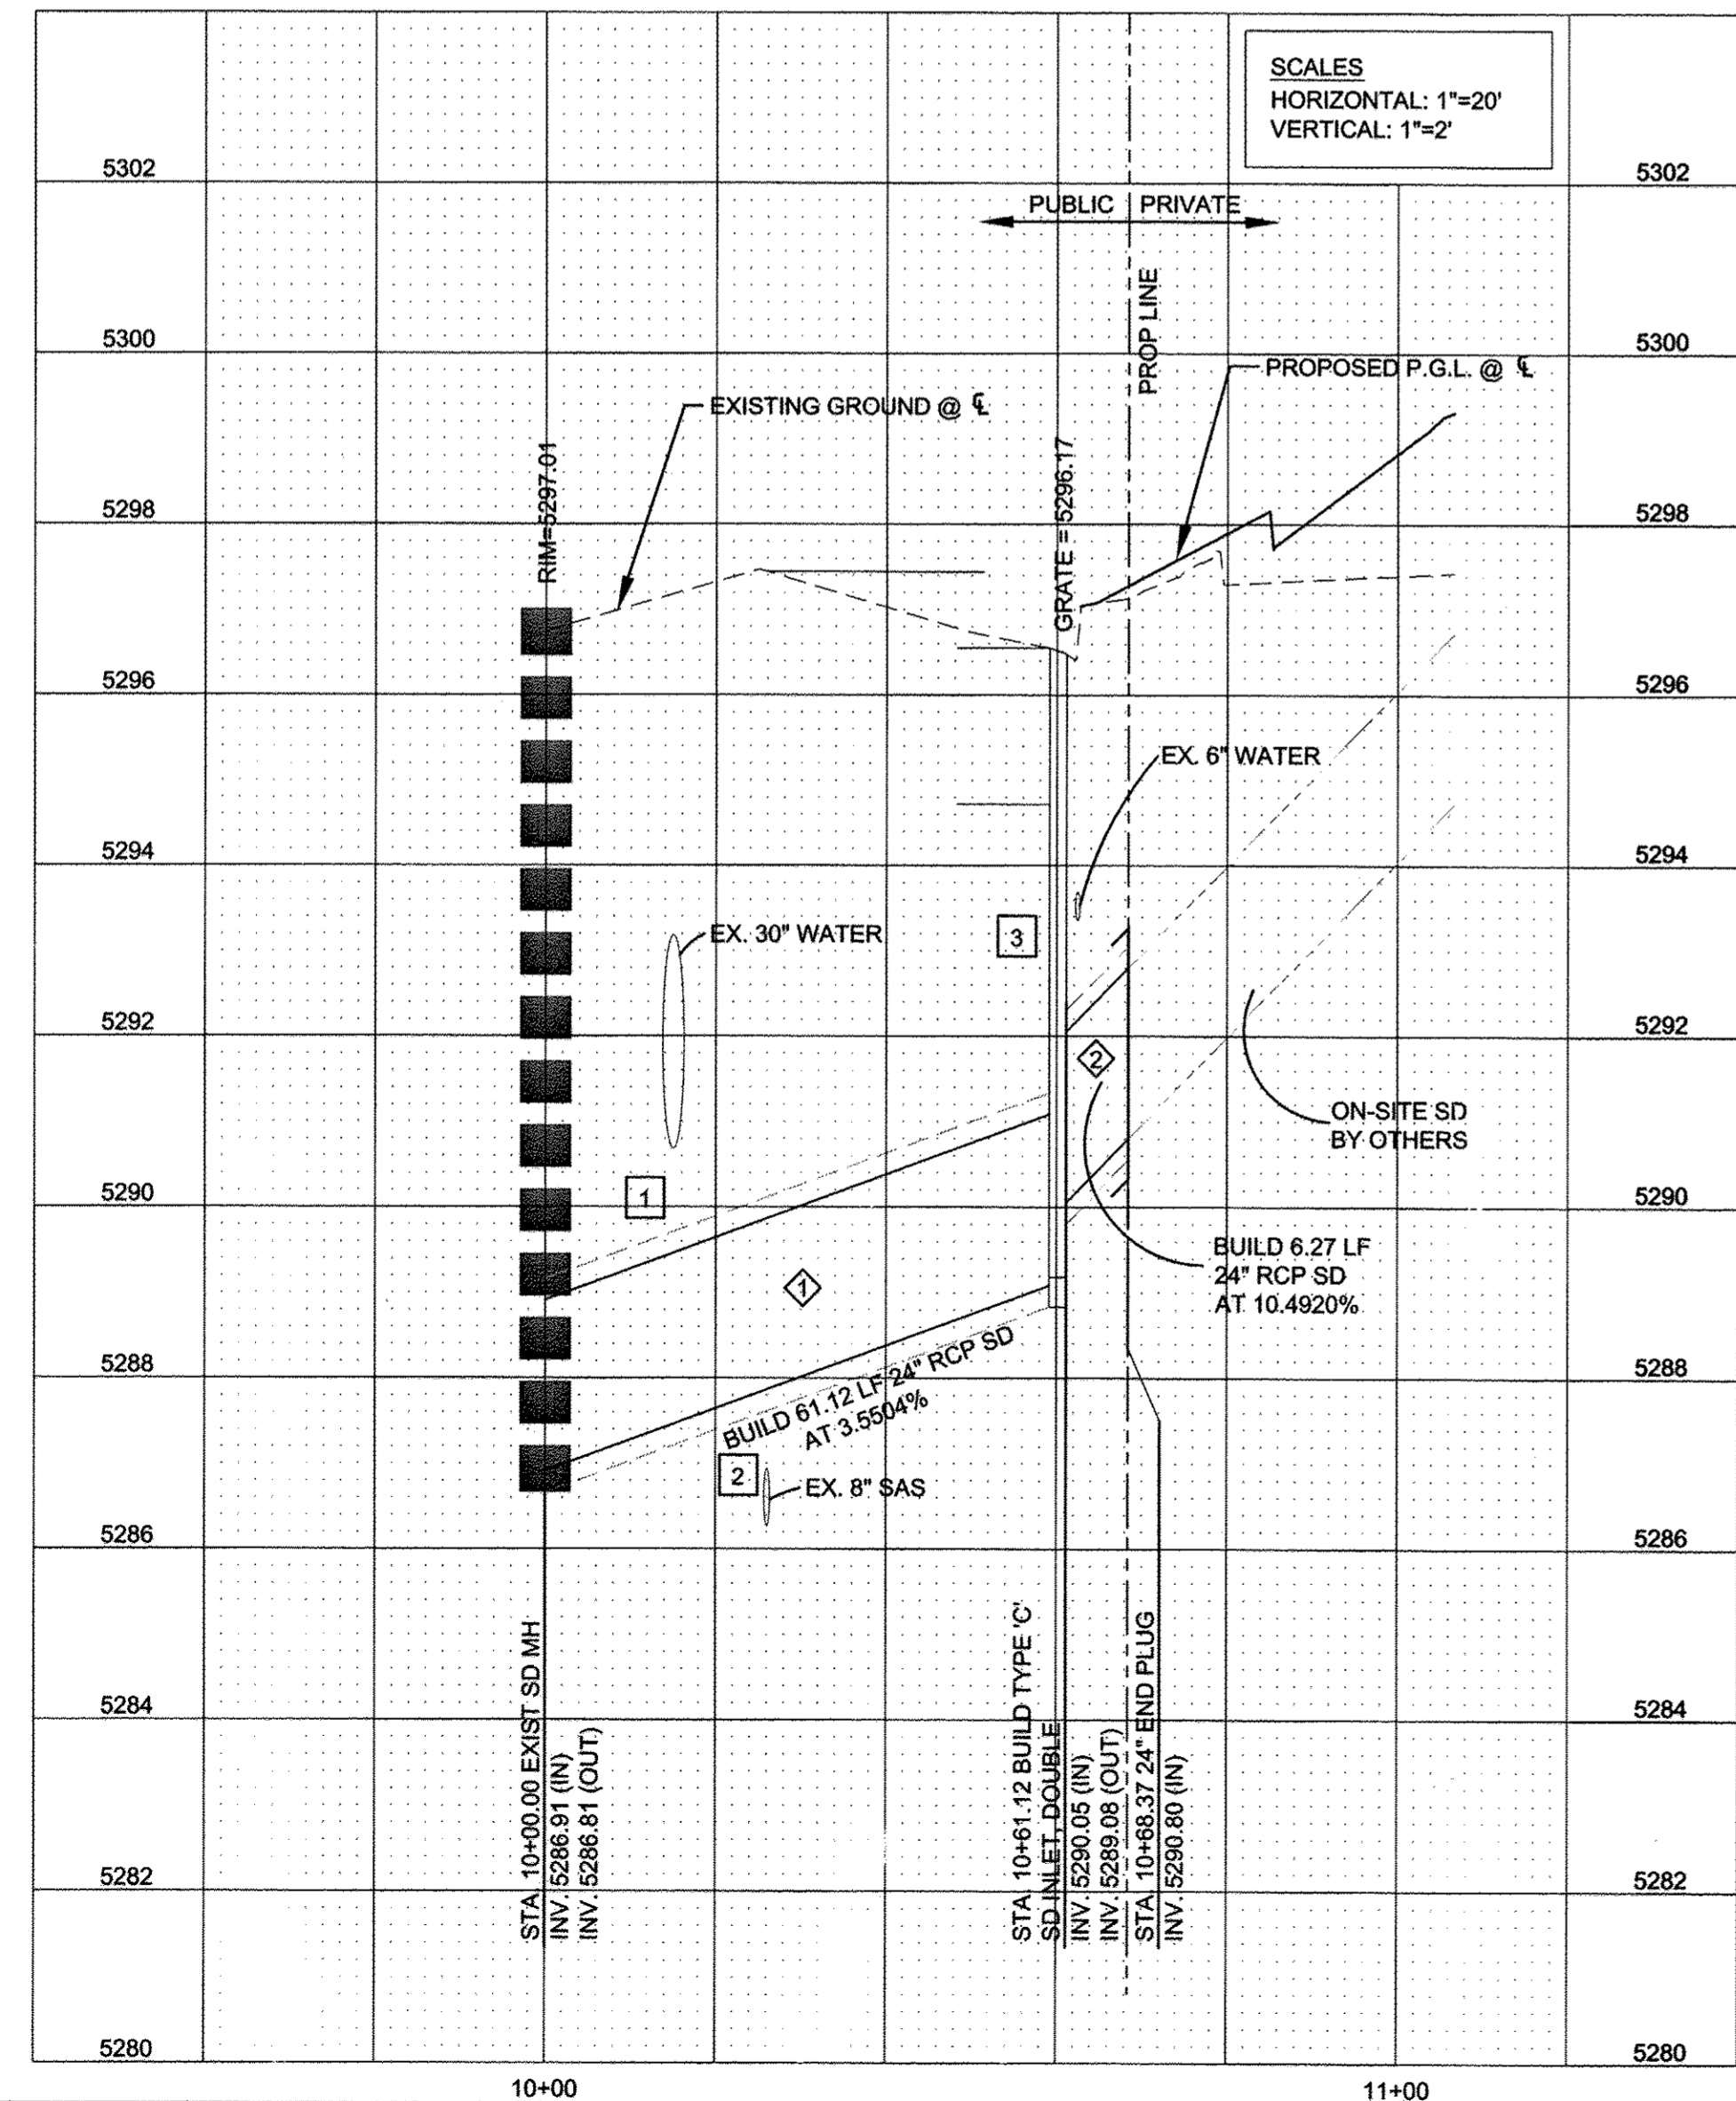 SCALES
HORIZONTAL: 1"=20'
VERTICAL: 1"=2'
5302
5302
PUBLIC
PRIVATE
PROP LINE
5300
5300
PROPOSED P.G.L. @ ℄
EXISTING GROUND @ ℄
RIM=5297.01
GRATE = 5296.17
5298
5298
5296
5296
EX. 6" WATER
5294
5294
EX. 30" WATER
3
5292
5292
2
ON-SITE SD
BY OTHERS
5290
5290
1
BUILD 6.27 LF
24" RCP SD
AT 10.4920%
1
5288
5288
BUILD 61.12 LF 24" RCP SD
AT 3.5504%
2
EX. 8" SAS
5286
5286
STA. 10+00.00 EXIST SD MH
INV. 5286.91 (IN)
INV. 5286.81 (OUT)
STA. 10+61.12 BUILD TYPE 'C'
SD INLET, DOUBLE
INV. 5290.05 (IN)
INV. 5289.08 (OUT)
STA. 10+68.37 24" END PLUG
INV. 5290.80 (IN)
5284
5284
5282
5282
5280
5280
10+00
11+00